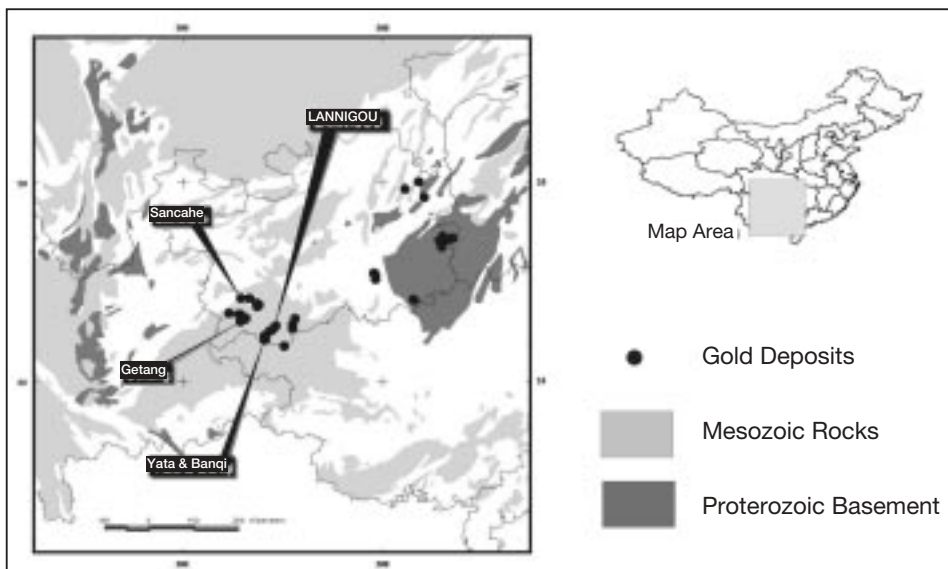 LANNIGOU
Sancahe
Getang
Yata & Banqi
Map Area
Gold Deposits
Mesozoic Rocks
Proterozoic Basement